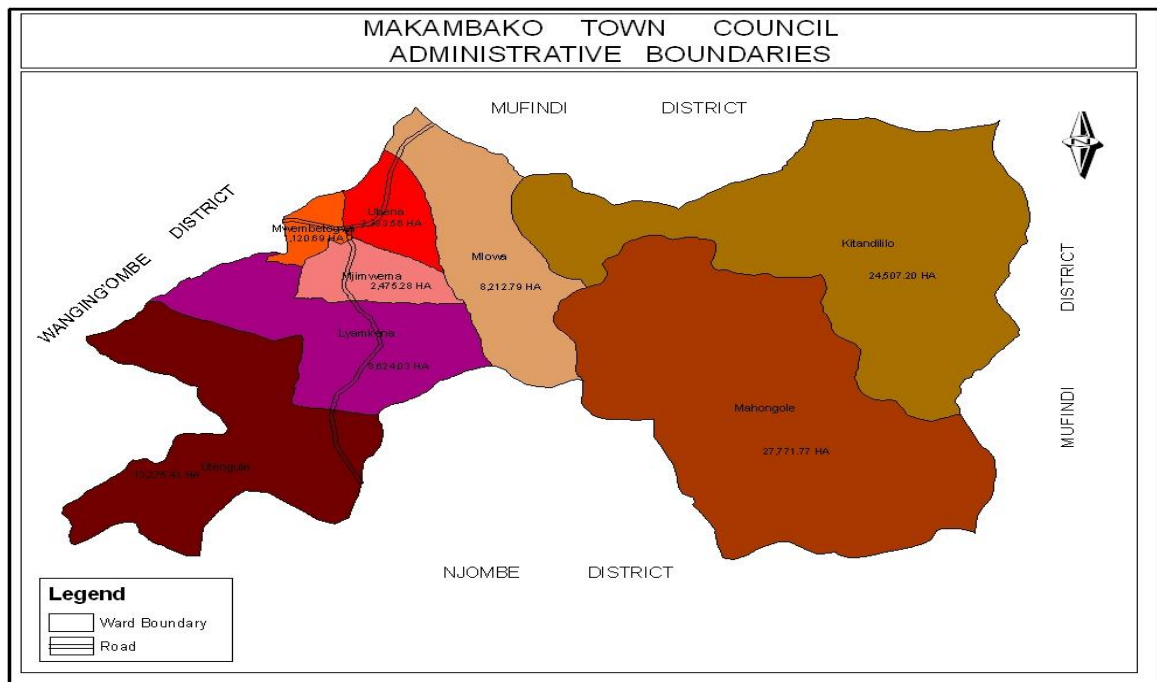 MAKAMBAKO TOWN COUNCIL
ADMINISTRATIVE BOUNDARIES
MUFINDI DISTRICT
WANGING'OMBE DISTRICT
Ubena
Mlowa
8,212.79 HA
Mjimwema
2,475.28 HA
Lyamkena
Kitandililo
24,507.20 HA
MUFINDI DISTRICT
Mahongole
27,771.77 HA
Utengule
NJOMBE DISTRICT
Legend
Ward Boundary
Road